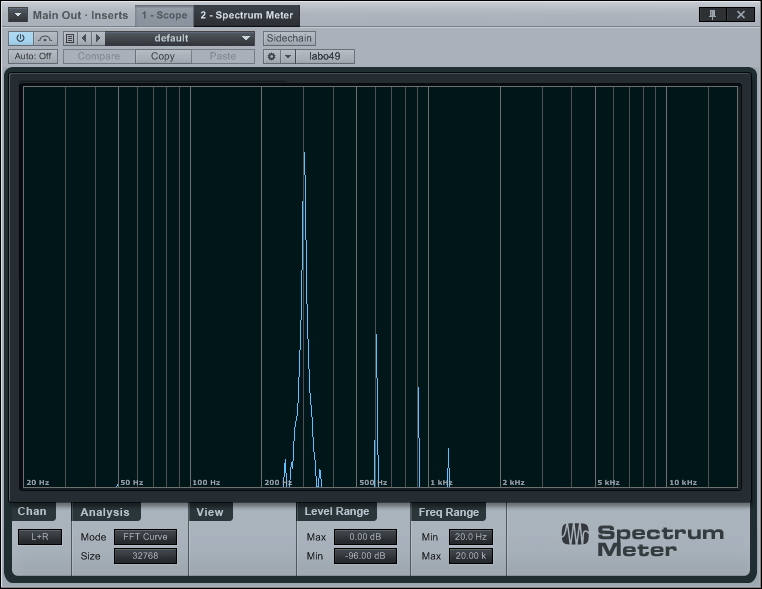 Main Out · Inserts 1 - Scope 2 - Spectrum Meter
default Sidechain
Auto: Off Compare Copy Paste labo49
20 Hz 50 Hz 100 Hz 200 Hz 500 Hz 1 kHz 2 kHz 5 kHz 10 kHz
Chan Analysis View Level Range Freq Range
L+R Mode FFT Curve Max 0.00 dB Min 20.0 Hz
Size 32768 Min -96.00 dB Max 20.00 k
Spectrum
Meter